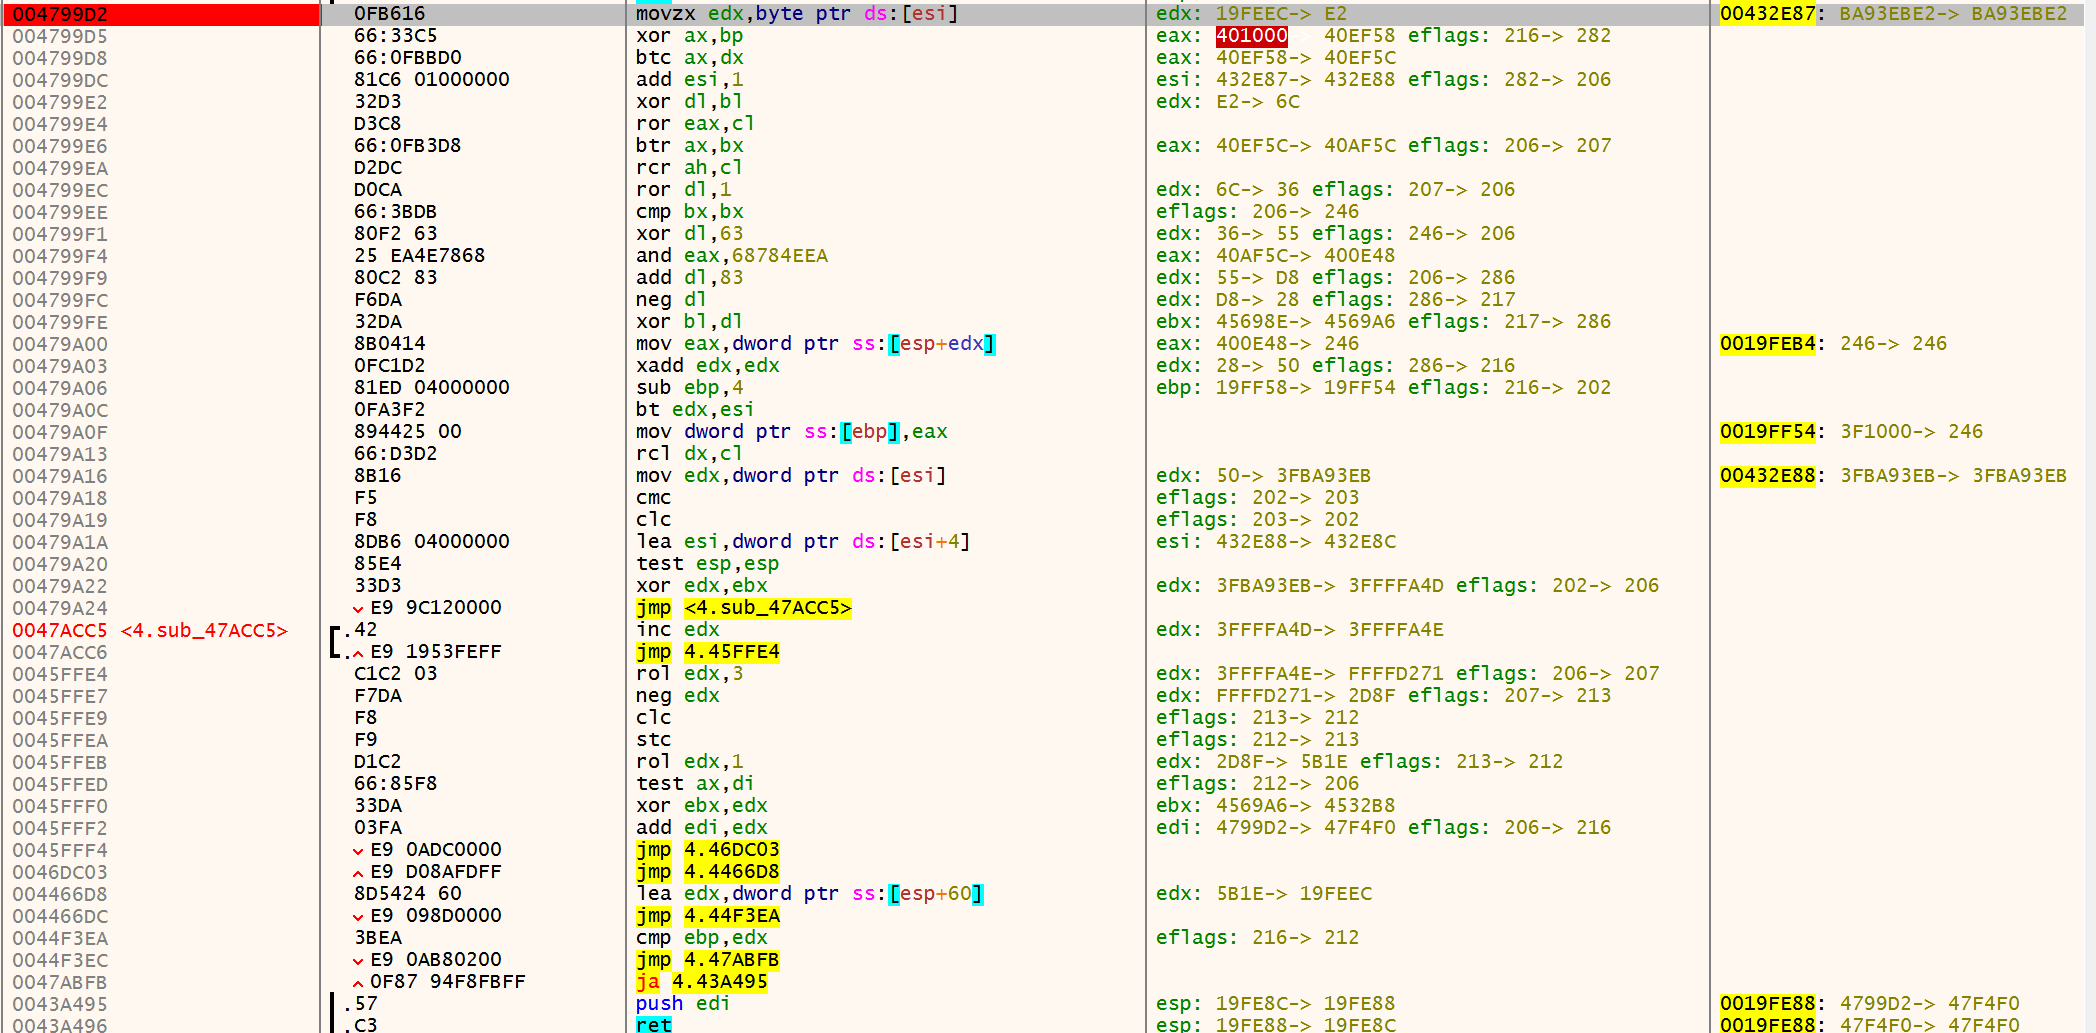 004799D2 0FB616 movzx edx,byte ptr ds:[esi] edx: 19FEEC-> E2 00432E87: BA93EBE2-> BA93EBE2
004799D5 66:33C5 xor ax,bp eax: 401000-> 40EF58 eflags: 216-> 282
004799D8 66:0FBBD0 btc ax,dx eax: 40EF58-> 40EF5C
004799DC 81C6 01000000 add esi,1 esi: 432E87-> 432E88 eflags: 282-> 206
004799E2 32D3 xor dl,bl edx: E2-> 6C
004799E4 D3C8 ror eax,cl
004799E6 66:0FB3D8 btr ax,bx eax: 40EF5C-> 40AF5C eflags: 206-> 207
004799EA D2DC rcr ah,cl
004799EC D0CA ror dl,1 edx: 6C-> 36 eflags: 207-> 206
004799EE 66:3BDB cmp bx,bx eflags: 206-> 246
004799F1 80F2 63 xor dl,63 edx: 36-> 55 eflags: 246-> 206
004799F4 25 EA4E7868 and eax,68784EEA eax: 40AF5C-> 400E48
004799F9 80C2 83 add dl,83 edx: 55-> D8 eflags: 206-> 286
004799FC F6DA neg dl edx: D8-> 28 eflags: 286-> 217
004799FE 32DA xor bl,dl ebx: 45698E-> 4569A6 eflags: 217-> 286
00479A00 8B0414 mov eax,dword ptr ss:[esp+edx] eax: 400E48-> 246 0019FEB4: 246-> 246
00479A03 0FC1D2 xadd edx,edx edx: 28-> 50 eflags: 286-> 216
00479A06 81ED 04000000 sub ebp,4 ebp: 19FF58-> 19FF54 eflags: 216-> 202
00479A0C 0FA3F2 bt edx,esi
00479A0F 894425 00 mov dword ptr ss:[ebp],eax 0019FF54: 3F1000-> 246
00479A13 66:D3D2 rcl dx,cl
00479A16 8B16 mov edx,dword ptr ds:[esi] edx: 50-> 3FBA93EB 00432E88: 3FBA93EB-> 3FBA93EB
00479A18 F5 cmc eflags: 202-> 203
00479A19 F8 clc eflags: 203-> 202
00479A1A 8DB6 04000000 lea esi,dword ptr ds:[esi+4] esi: 432E88-> 432E8C
00479A20 85E4 test esp,esp
00479A22 33D3 xor edx,ebx edx: 3FBA93EB-> 3FFFFA4D eflags: 202-> 206
00479A24 E9 9C120000 jmp <4.sub_47ACC5>
0047ACC5 <4.sub_47ACC5> .42 inc edx edx: 3FFFFA4D-> 3FFFFA4E
0047ACC6 . E9 1953FEFF jmp 4.45FFE4
0045FFE4 C1C2 03 rol edx,3 edx: 3FFFFA4E-> FFFFD271 eflags: 206-> 207
0045FFE7 F7DA neg edx edx: FFFFD271-> 2D8F eflags: 207-> 213
0045FFE9 F8 clc eflags: 213-> 212
0045FFEA F9 stc eflags: 212-> 213
0045FFEB D1C2 rol edx,1 edx: 2D8F-> 5B1E eflags: 213-> 212
0045FFED 66:85F8 test ax,di eflags: 212-> 206
0045FFF0 33DA xor ebx,edx ebx: 4569A6-> 4532B8
0045FFF2 03FA add edi,edx edi: 4799D2-> 47F4F0 eflags: 206-> 216
0045FFF4 E9 0ADC0000 jmp 4.46DC03
0046DC03 E9 D08AFDFF jmp 4.4466D8
004466D8 8D5424 60 lea edx,dword ptr ss:[esp+60] edx: 5B1E-> 19FEEC
004466DC E9 098D0000 jmp 4.44F3EA
0044F3EA 3BEA cmp ebp,edx eflags: 216-> 212
0044F3EC E9 0AB80200 jmp 4.47ABFB
0047ABFB 0F87 94F8FBFF ja 4.43A495
0043A495 .57 push edi esp: 19FE8C-> 19FE88 0019FE88: 4799D2-> 47F4F0
0043A496 .C3 ret esp: 19FE88-> 19FE8C 0019FE88: 47F4F0-> 47F4F0